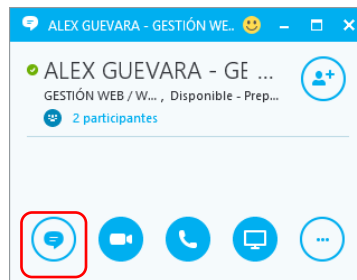 ALEX GUEVARA - GESTIÓN WE..
ALEX GUEVARA - GE ...
GESTIÓN WEB / W... , Disponible - Prep...
2 participantes